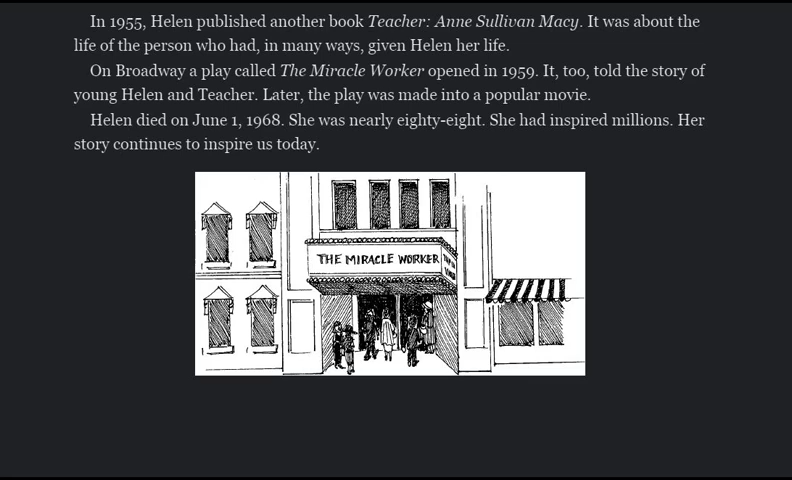 In 1955, Helen published another book Teacher: Anne Sullivan Macy. It was about the
life of the person who had, in many ways, given Helen her life.
On Broadway a play called The Miracle Worker opened in 1959. It, too, told the story of
young Helen and Teacher. Later, the play was made into a popular movie.
Helen died on June 1, 1968. She was nearly eighty-eight. She had inspired millions. Her
story continues to inspire us today.
THE MIRACLE WORKER